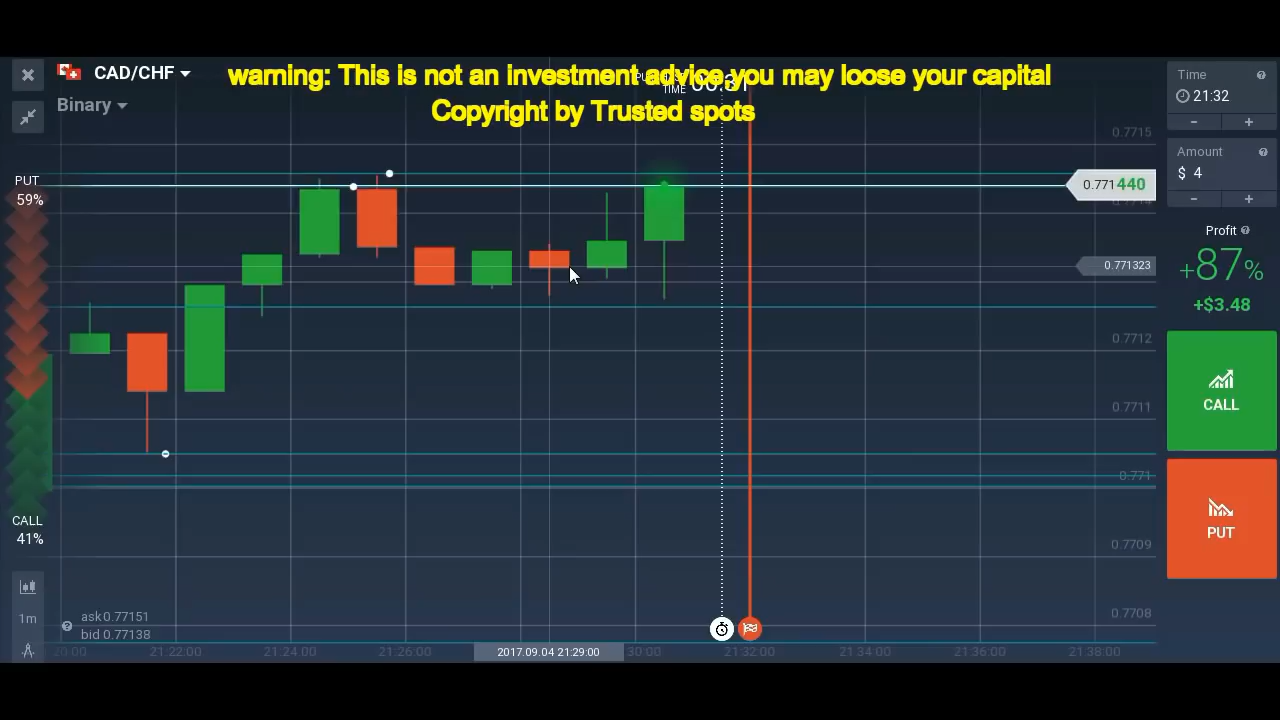 warning: This is not an investment advice,you may loose your capital
Copyright by Trusted spots
CAD/CHF
Binary
TIME
PUT
59%
CALL
41%
1m
ask0.77151
bid 0.77138
0.7715
0.771440
0.771323
0.7712
0.7711
0.771
0.7709
0.7708
20:00
21:22:00
21:24:00
21:26:00
2017.09.04 21:29:00
30:00
21:32:00
21:34:00
21:36:00
21:38:00
Time
21:32
-
+
Amount
$ 4
-
+
Profit
+87%
+$3.48
CALL
PUT